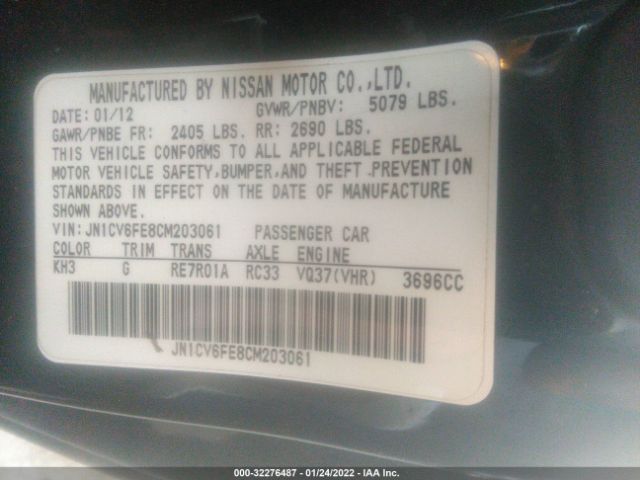 MANUFACTURED BY NISSAN MOTOR CO.,LTD.
DATE: 01/12 GVWR/PNBV: 5079 LBS.
GAWR/PNBE FR: 2405 LBS. RR: 2690 LBS.
THIS VEHICLE CONFORMS TO ALL APPLICABLE FEDERAL
MOTOR VEHICLE SAFETY,BUMPER,AND THEFT PREVENTION
STANDARDS IN EFFECT ON THE DATE OF MANUFACTURE
SHOWN ABOVE.
VIN: JN1CV6FE8CM203061 PASSENGER CAR
COLOR TRIM TRANS AXLE ENGINE
KH3 G RE7R01A RC33 VQ37(VHR) 3696CC
JN1CV6FE8CM203061
000-32276487 - 01/24/2022 - IAA Inc.